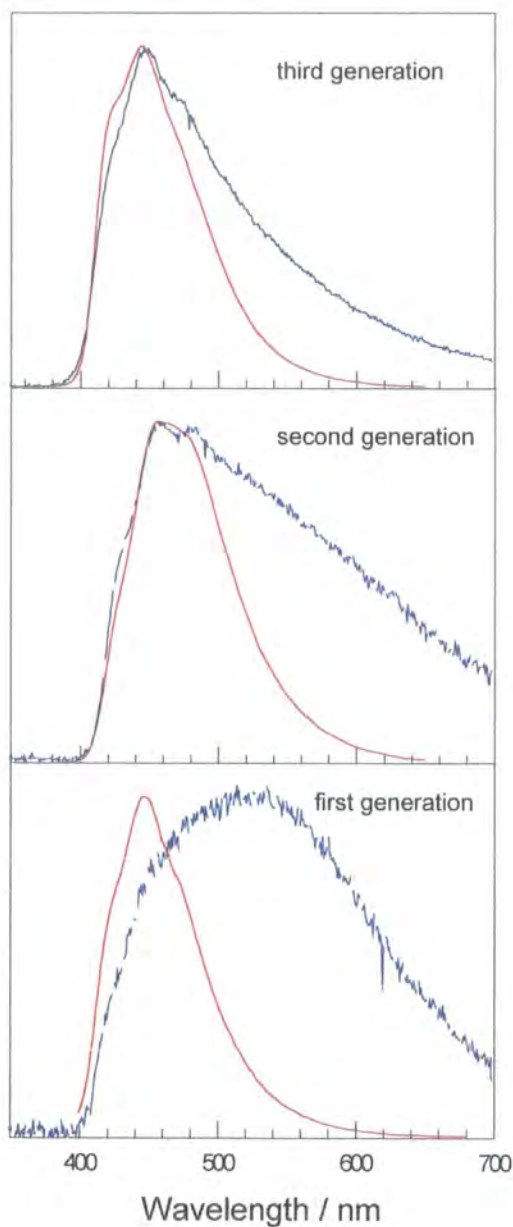 third generation
second generation
first generation
400 500 600 700
Wavelength / nm